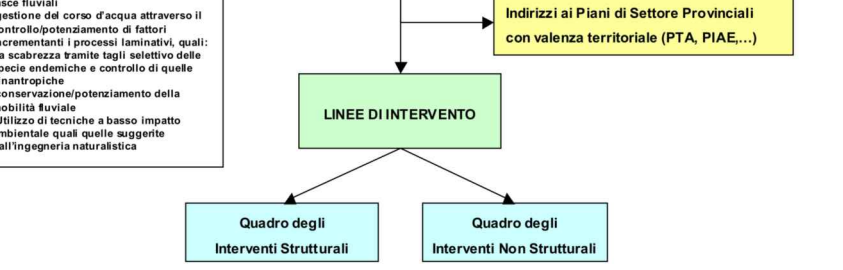 fluviali
gestione del corso d'acqua attraverso il
controllo/potenziamento di fattori
incrementanti i processi laminativi, quali:
la scabrezza tramite tagli selettivo delle
specie endemiche e controllo di quelle
sinantropiche
conservazione/potenziamento della
mobilità fluviale
Utilizzo di tecniche a basso impatto
ambientale quali quelle suggerite
dall'ingegneria naturalistica
Indirizzi ai Piani di Settore Provinciali
con valenza territoriale (PTA, PIAE,...)
LINEE DI INTERVENTO
Quadro degli
Interventi Strutturali
Quadro degli
Interventi Non Strutturali